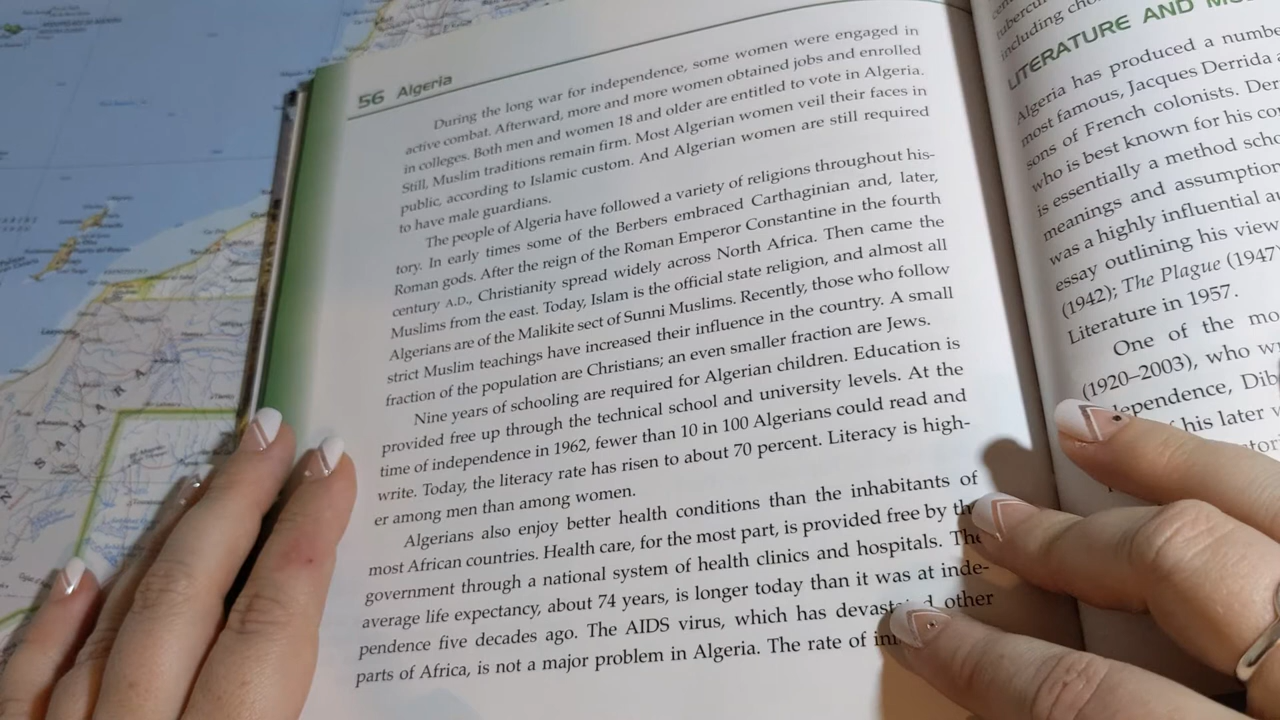 56 Algeria
During the long war for independence, some women were engaged in
active combat. Afterward, more and more women obtained jobs and enrolled
in colleges. Both men and women 18 and older are entitled to vote in Algeria.
Still, Muslim traditions remain firm. Most Algerian women veil their faces in
public, according to Islamic custom. And Algerian women are still required
to have male guardians.
The people of Algeria have followed a variety of religions throughout his-
tory. In early times some of the Berbers embraced Carthaginian and, later,
Roman gods. After the reign of the Roman Emperor Constantine in the fourth
century A.D., Christianity spread widely across North Africa. Then came the
Muslims from the east. Today, Islam is the official state religion, and almost all
Algerians are of the Malikite sect of Sunni Muslims. Recently, those who follow
strict Muslim teachings have increased their influence in the country. A small
fraction of the population are Christians; an even smaller fraction are Jews.
Nine years of schooling are required for Algerian children. Education is
provided free up through the technical school and university levels. At the
time of independence in 1962, fewer than 10 in 100 Algerians could read and
write. Today, the literacy rate has risen to about 70 percent. Literacy is high-
er among men than among women.
Algerians also enjoy better health conditions than the inhabitants of
most African countries. Health care, for the most part, is provided free by the
government through a national system of health clinics and hospitals. The
average life expectancy, about 74 years, is longer today than it was at inde-
pendence five decades ago. The AIDS virus, which has other
parts of Africa, is not a major problem in Algeria. The rate of
including
LITERATURE AND
Algeria has produced a
most famous, Jacques Derrida
sons of French colonists.
who is best known for his
is essentially a method
meanings and
was a highly influential
essay outlining his
(1942); The Plague (1947
Literature in 1957.
One of the
(1920–2003), who
his later
SAHARA